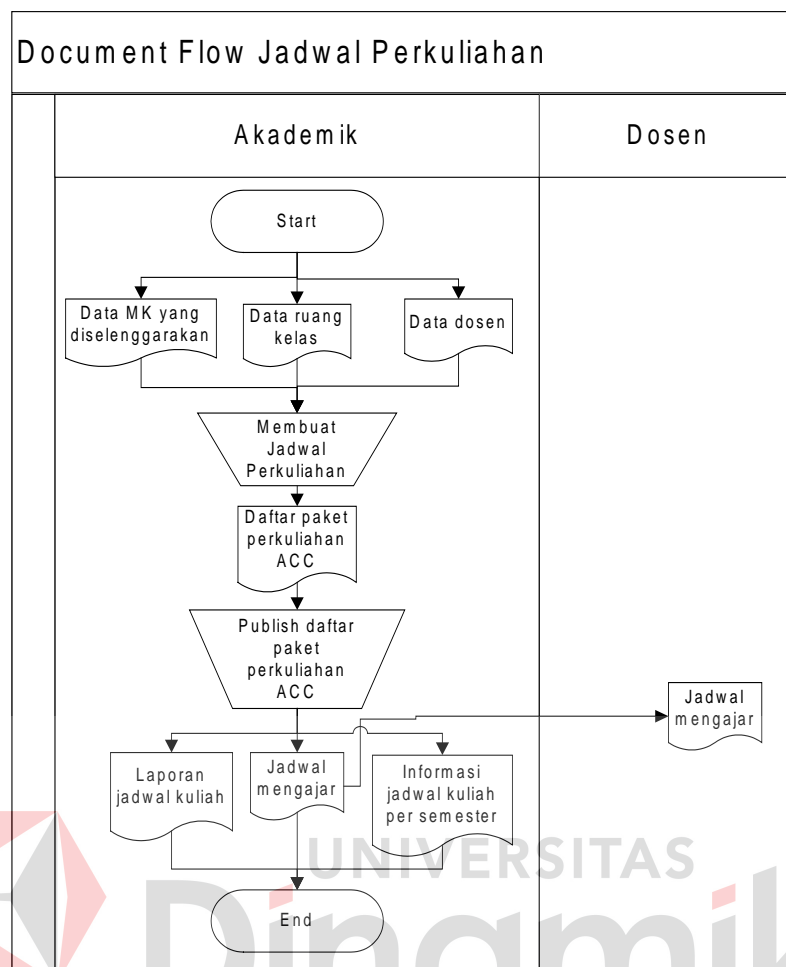 Document Flow Jadwal Perkuliahan
Akademik
Dosen
Start
Data MK yang
diselenggarakan
Data ruang
kelas
Data dosen
Membuat
Jadwal
Perkuliahan
Daftar paket
perkuliahan
ACC
Publish daftar
paket
perkuliahan
ACC
Jadwal
mengajar
Laporan
jadwal kuliah
Jadwal
mengajar
Informasi
jadwal kuliah
per semester
UNIVERSITAS
End